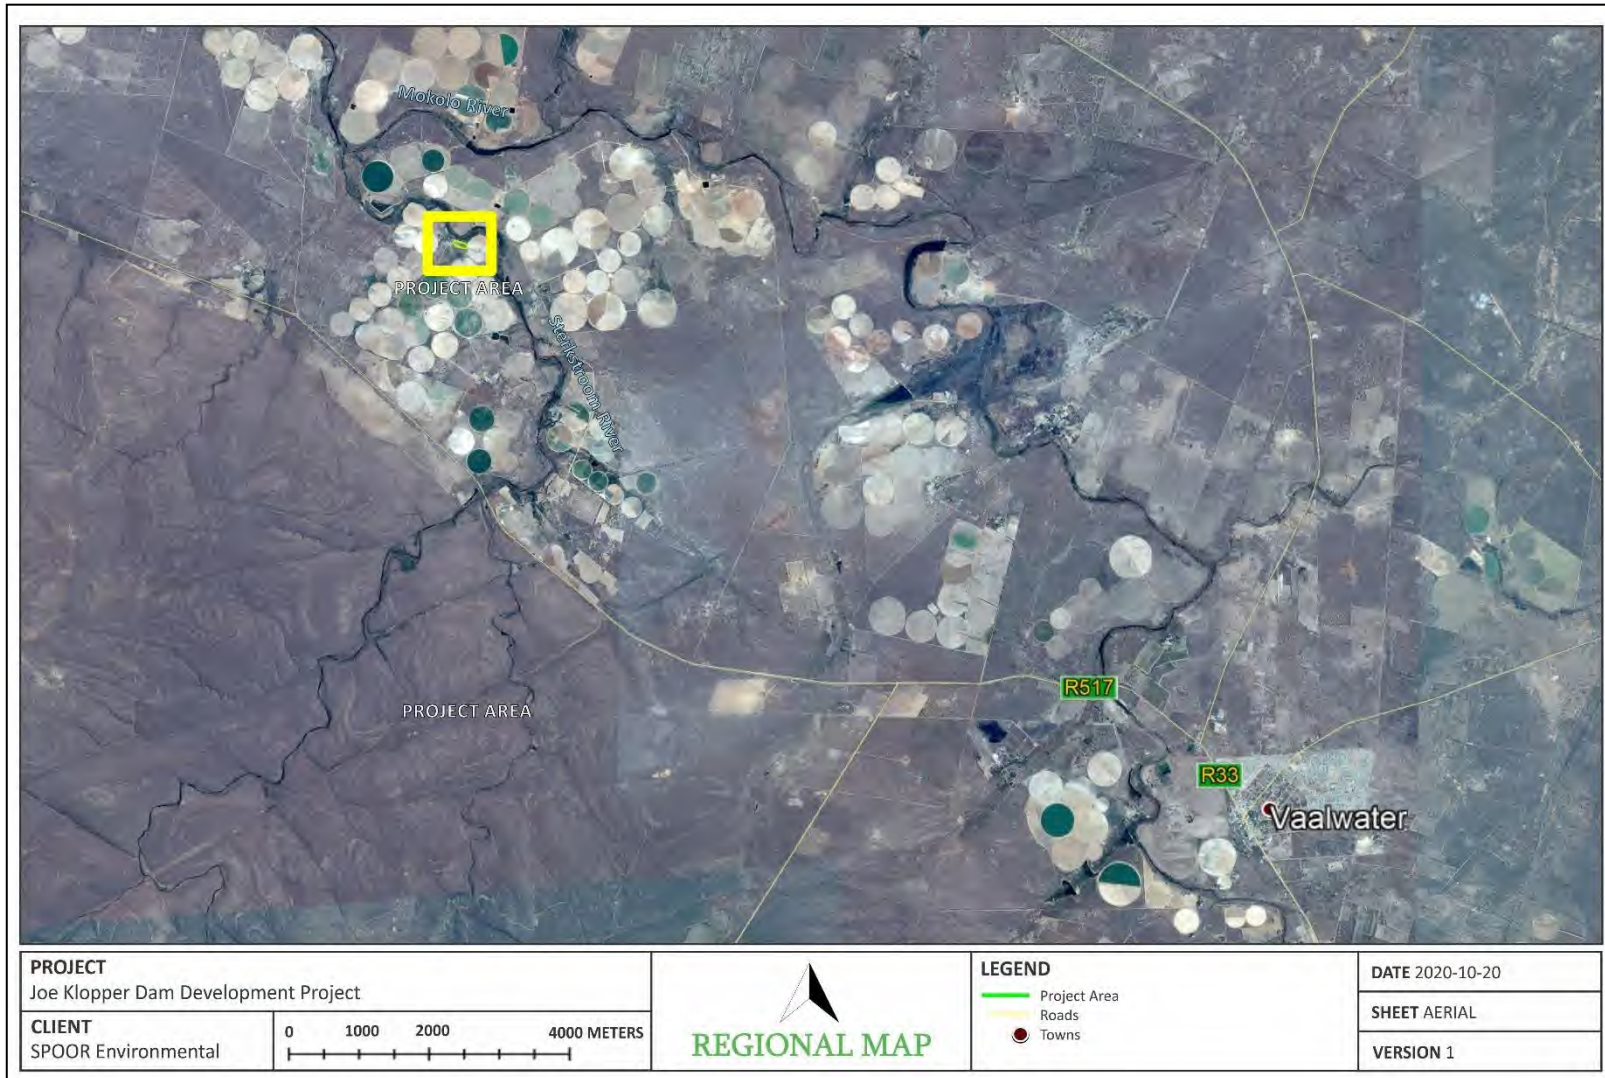 Mokolo River
PROJECT AREA
Sterkstroom River
PROJECT AREA
R517
R33
Vaalwater
PROJECT
Joe Klopper Dam Development Project
CLIENT
SPOOR Environmental
0 1000 2000 4000 METERS
REGIONAL MAP
LEGEND
Project Area
Roads
Towns
DATE 2020-10-20
SHEET AERIAL
VERSION 1